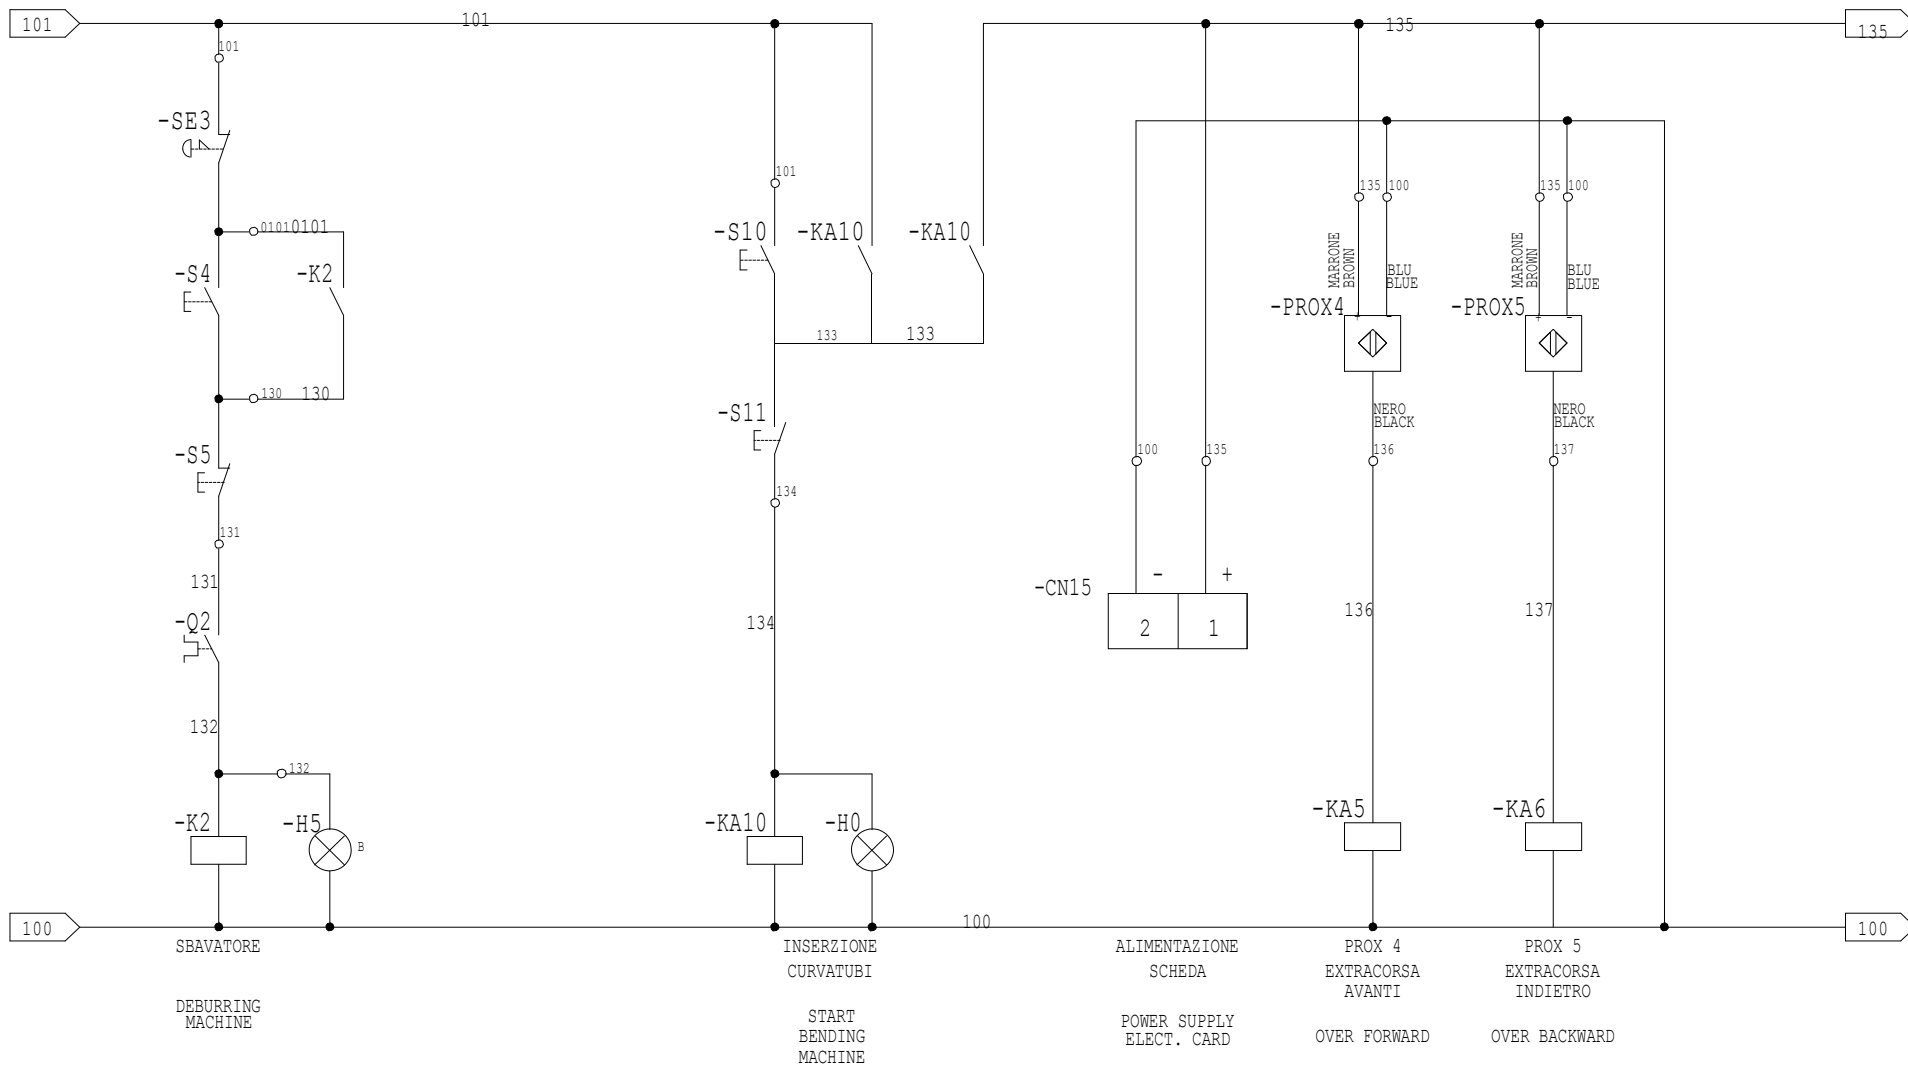 101
101
135
135
101
-SE3
01010101
-S4
-K2
130
130
-S5
131
131
-Q2
132
132
-K2
-H5
B
101
-S10
-KA10
-KA10
133
133
-S11
134
134
-KA10
-H0
100
135
-CN15
-
+
2
1
135
100
MARRONE
BROWN
BLU
BLUE
-PROX4
+
-
NERO
BLACK
136
136
-KA5
135
100
MARRONE
BROWN
BLU
BLUE
-PROX5
+
-
NERO
BLACK
137
137
-KA6
100
100
100
SBAVATORE
DEBURRING
MACHINE
INSERZIONE
CURVATUBI
START
BENDING
MACHINE
ALIMENTAZIONE
SCHEDA
POWER SUPPLY
ELECT. CARD
PROX 4
EXTRACORSA
AVANTI
OVER FORWARD
PROX 5
EXTRACORSA
INDIETRO
OVER BACKWARD